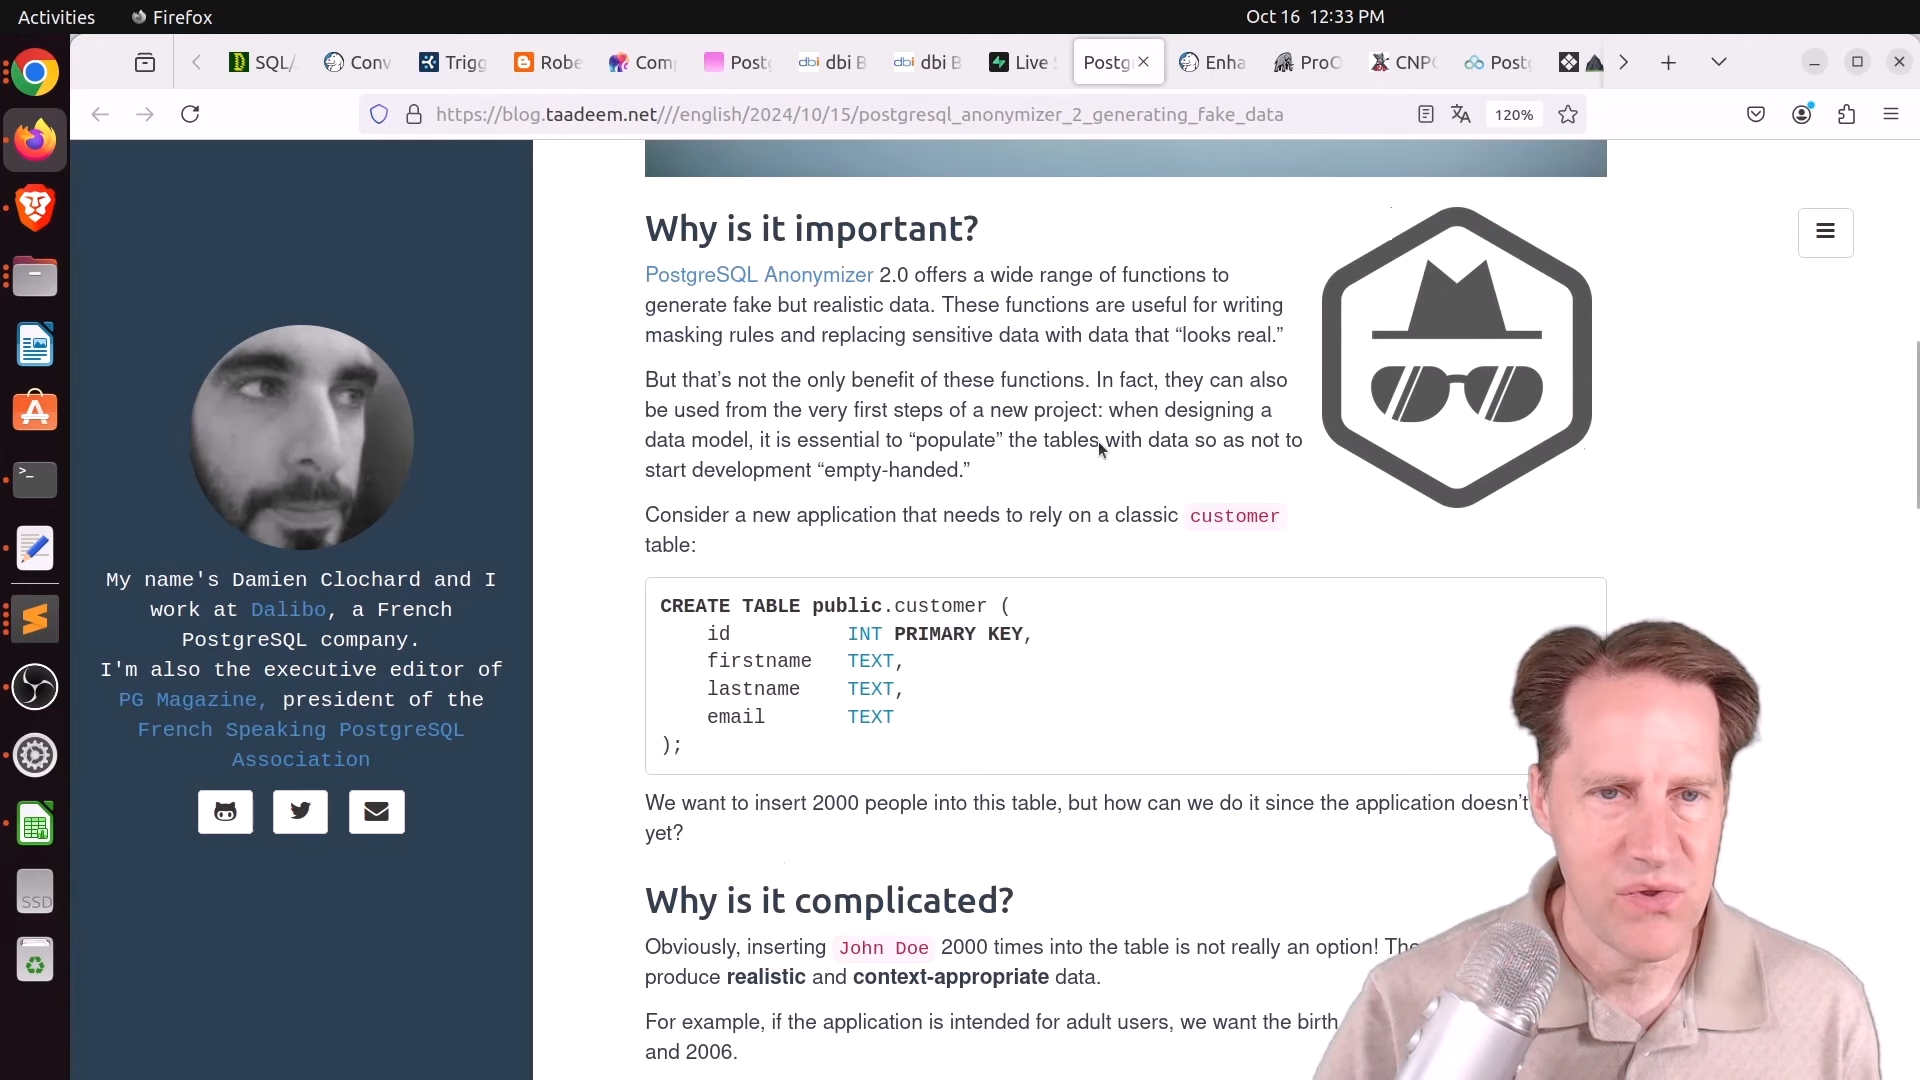 Activities
Firefox
Oct 16 12:33 PM
SQL/
Conv
Trigg
Robe
Com
Postg
dbi B
dbi B
Live
Postg
Enha
ProO
CNPG
Post
https://blog.taadeem.net///english/2024/10/15/postgresql_anonymizer_2_generating_fake_data
120%
Why is it important?
PostgreSQL Anonymizer 2.0 offers a wide range of functions to
generate fake but realistic data. These functions are useful for writing
masking rules and replacing sensitive data with data that “looks real.”
But that’s not the only benefit of these functions. In fact, they can also
be used from the very first steps of a new project: when designing a
data model, it is essential to “populate” the tables with data so as not to
start development “empty-handed.”
Consider a new application that needs to rely on a classic customer
table:
CREATE TABLE public.customer (
id INT PRIMARY KEY,
firstname TEXT,
lastname TEXT,
email TEXT
);
We want to insert 2000 people into this table, but how can we do it since the application doesn’t
yet?
Why is it complicated?
Obviously, inserting John Doe 2000 times into the table is not really an option! The
produce realistic and context-appropriate data.
For example, if the application is intended for adult users, we want the birth
and 2006.
My name's Damien Clochard and I
work at Dalibo, a French
PostgreSQL company.
I'm also the executive editor of
PG Magazine, president of the
French Speaking PostgreSQL
Association
SSD